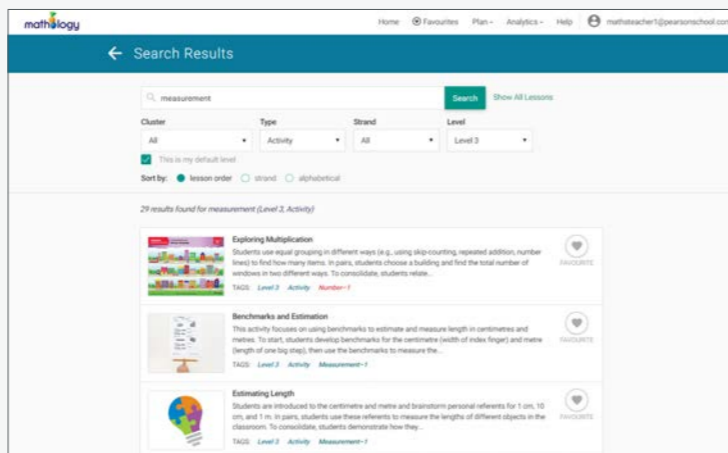 mathology
Home Favourites Plan Analytics Help mathsteacher1@pearsonschool.com
Search Results
measurement Search Show All Lessons
Cluster Type Strand Level
All Activity All Level 3
This is my default level
Sort by: lesson order strand alphabetical
29 results found for measurement (Level 3, Activity)
Exploring Multiplication
Students use equal grouping in different ways (e.g., using skip-counting, repeated addition, number
lines) to find how many items. In pairs, students choose a building and find the total number of
windows in two different ways. To consolidate, students relate...
TAGS: Level 3 Activity Number–1
FAVOURITE
Benchmarks and Estimation
This activity focuses on using benchmarks to estimate and measure length in centimetres and
metres. To start, students develop benchmarks for the centimetre (width of index finger) and metre
(length of one big step), then use the benchmarks to measure the...
TAGS: Level 3 Activity Measurement–1
FAVOURITE
Estimating Length
Students are introduced to the centimetre and metre and brainstorm personal referents for 1 cm, 10
cm, and 1 m. In pairs, students use these referents to measure the lengths of different objects in the
classroom. To consolidate, students demonstrate how they...
TAGS: Level 3 Activity Measurement–1
FAVOURITE